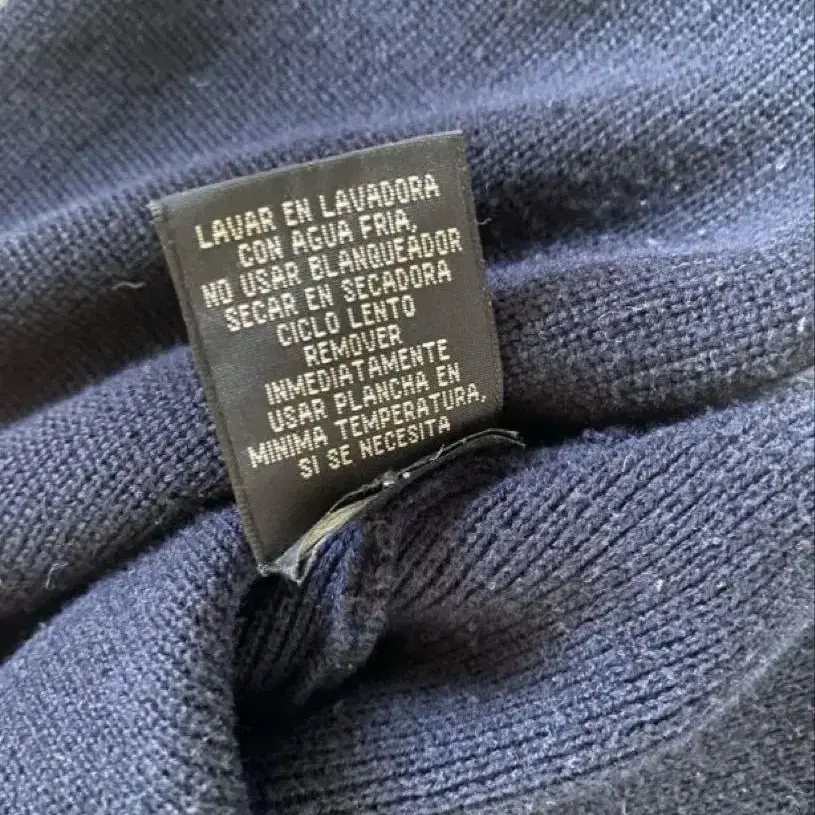 LAVAR EN LAVADORA
CON AGUA FRIA,
NO USAR BLANQUEADOR
SECAR EN SECADORA
CICLO LENTO
REMOVER
INMEDIATAMENTE
USAR PLANCHA EN
MINIMA TEMPERATURA,
SI SE NECESITA